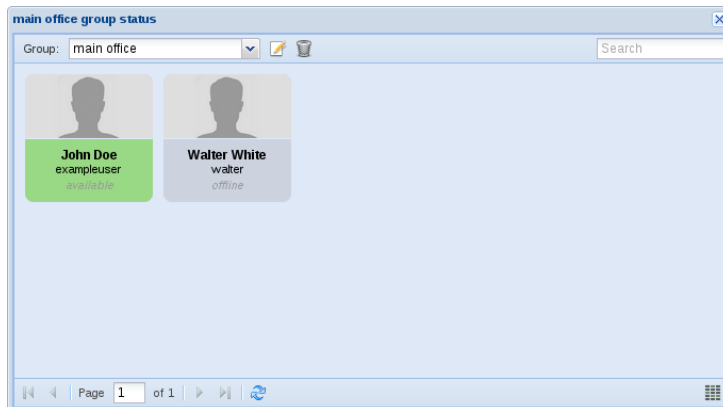 main office group status
Group: main office Search
John Doe
exampleuser
available
Walter White
walter
offline
Page 1 of 1